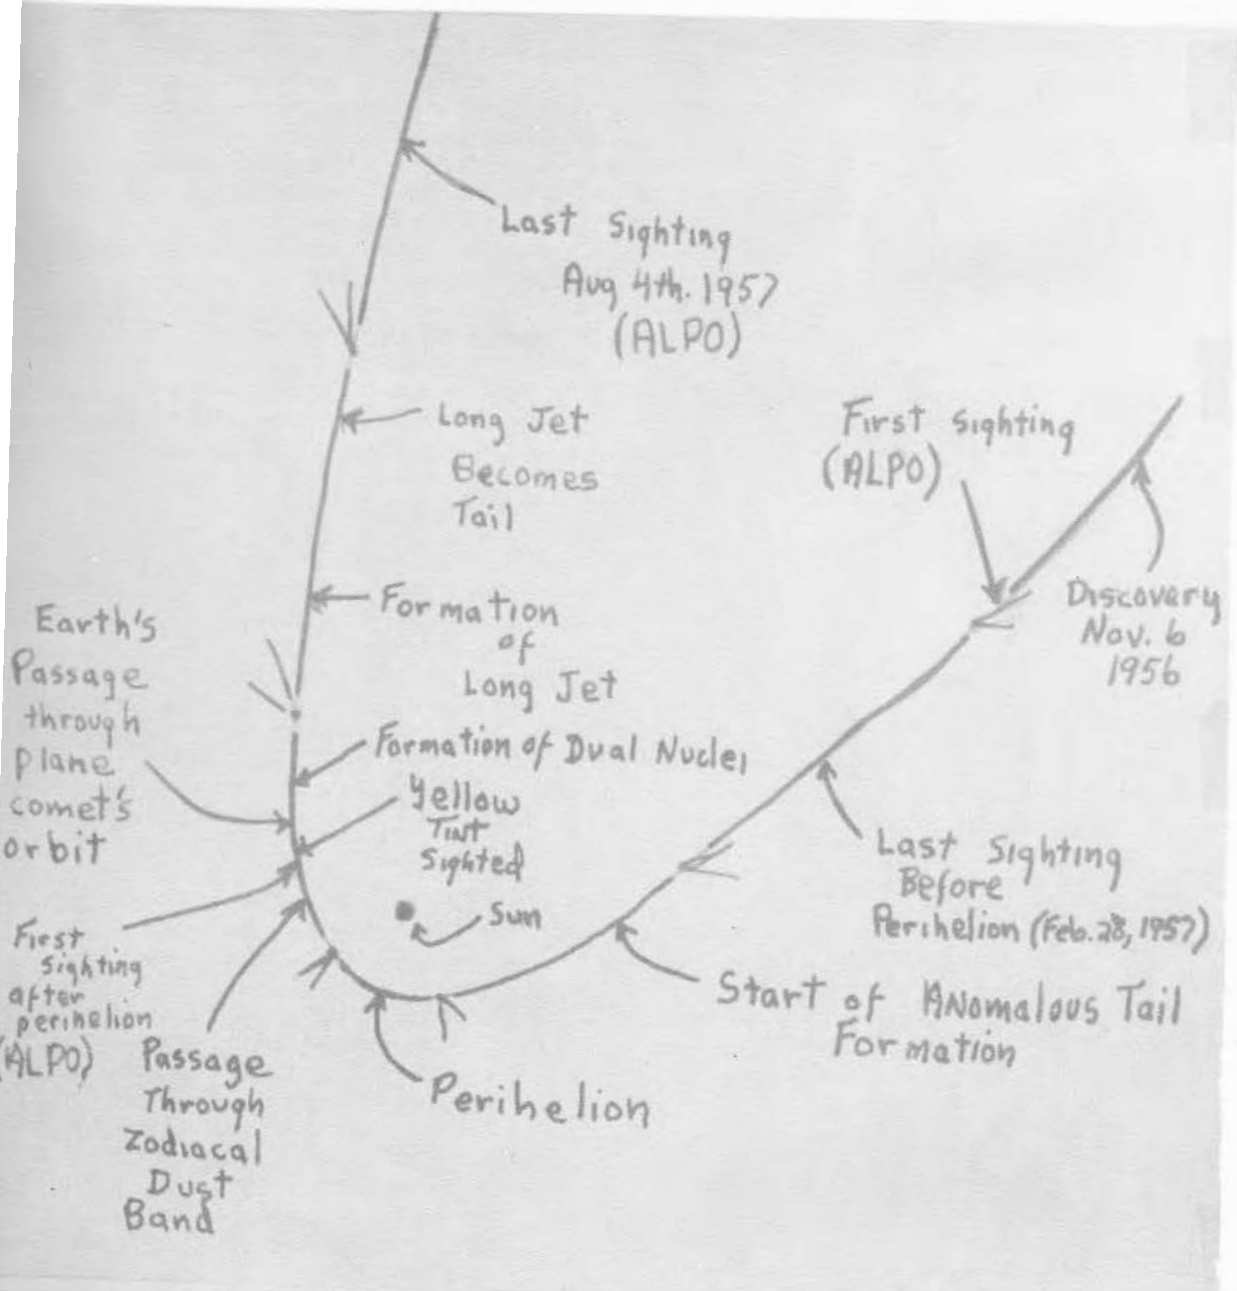 Last Sighting
Aug 4th. 1957
(ALPO)
Long Jet
Becomes
Tail
First Sighting
(ALPO)
Discovery
Nov. 6
1956
Formation
of
Long Jet
Earth's
Passage
through
plane
comet's
orbit
Formation of Dual Nuclei
Yellow
Tint
Sighted
Sun
Last Sighting
Before
Perihelion (Feb. 28, 1957)
First
Sighting
after
perihelion
(ALPO)
Start of Anomalous Tail
Formation
Passage
Through
Zodiacal
Dust
Band
Perihelion